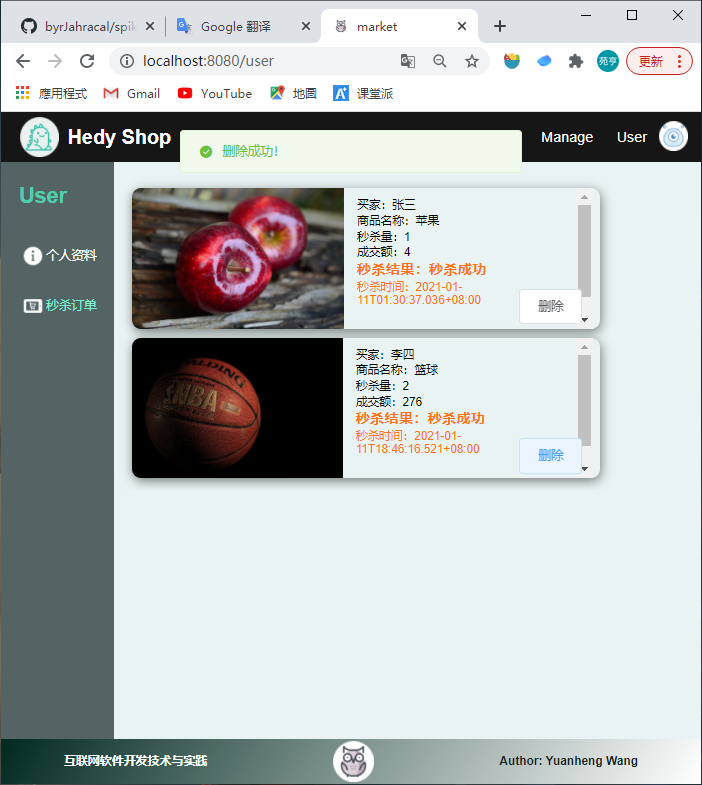 byrJahracal/spik
Google 翻译
market
localhost:8080/user
更新
應用程式
Gmail
YouTube
地圖
课堂派
Hedy Shop
删除成功！
Manage
User
User
个人资料
秒杀订单
买家：张三
商品名称：苹果
秒杀量：1
成交额：4
秒杀结果：秒杀成功
秒杀时间：2021-01-
11T01:30:37.036+08:00
删除
SPALDING
NBA
买家：李四
商品名称：篮球
秒杀量：2
成交额：276
秒杀结果：秒杀成功
秒杀时间：2021-01-
11T18:46:16.521+08:00
删除
互联网软件开发技术与实践
Author: Yuanheng Wang